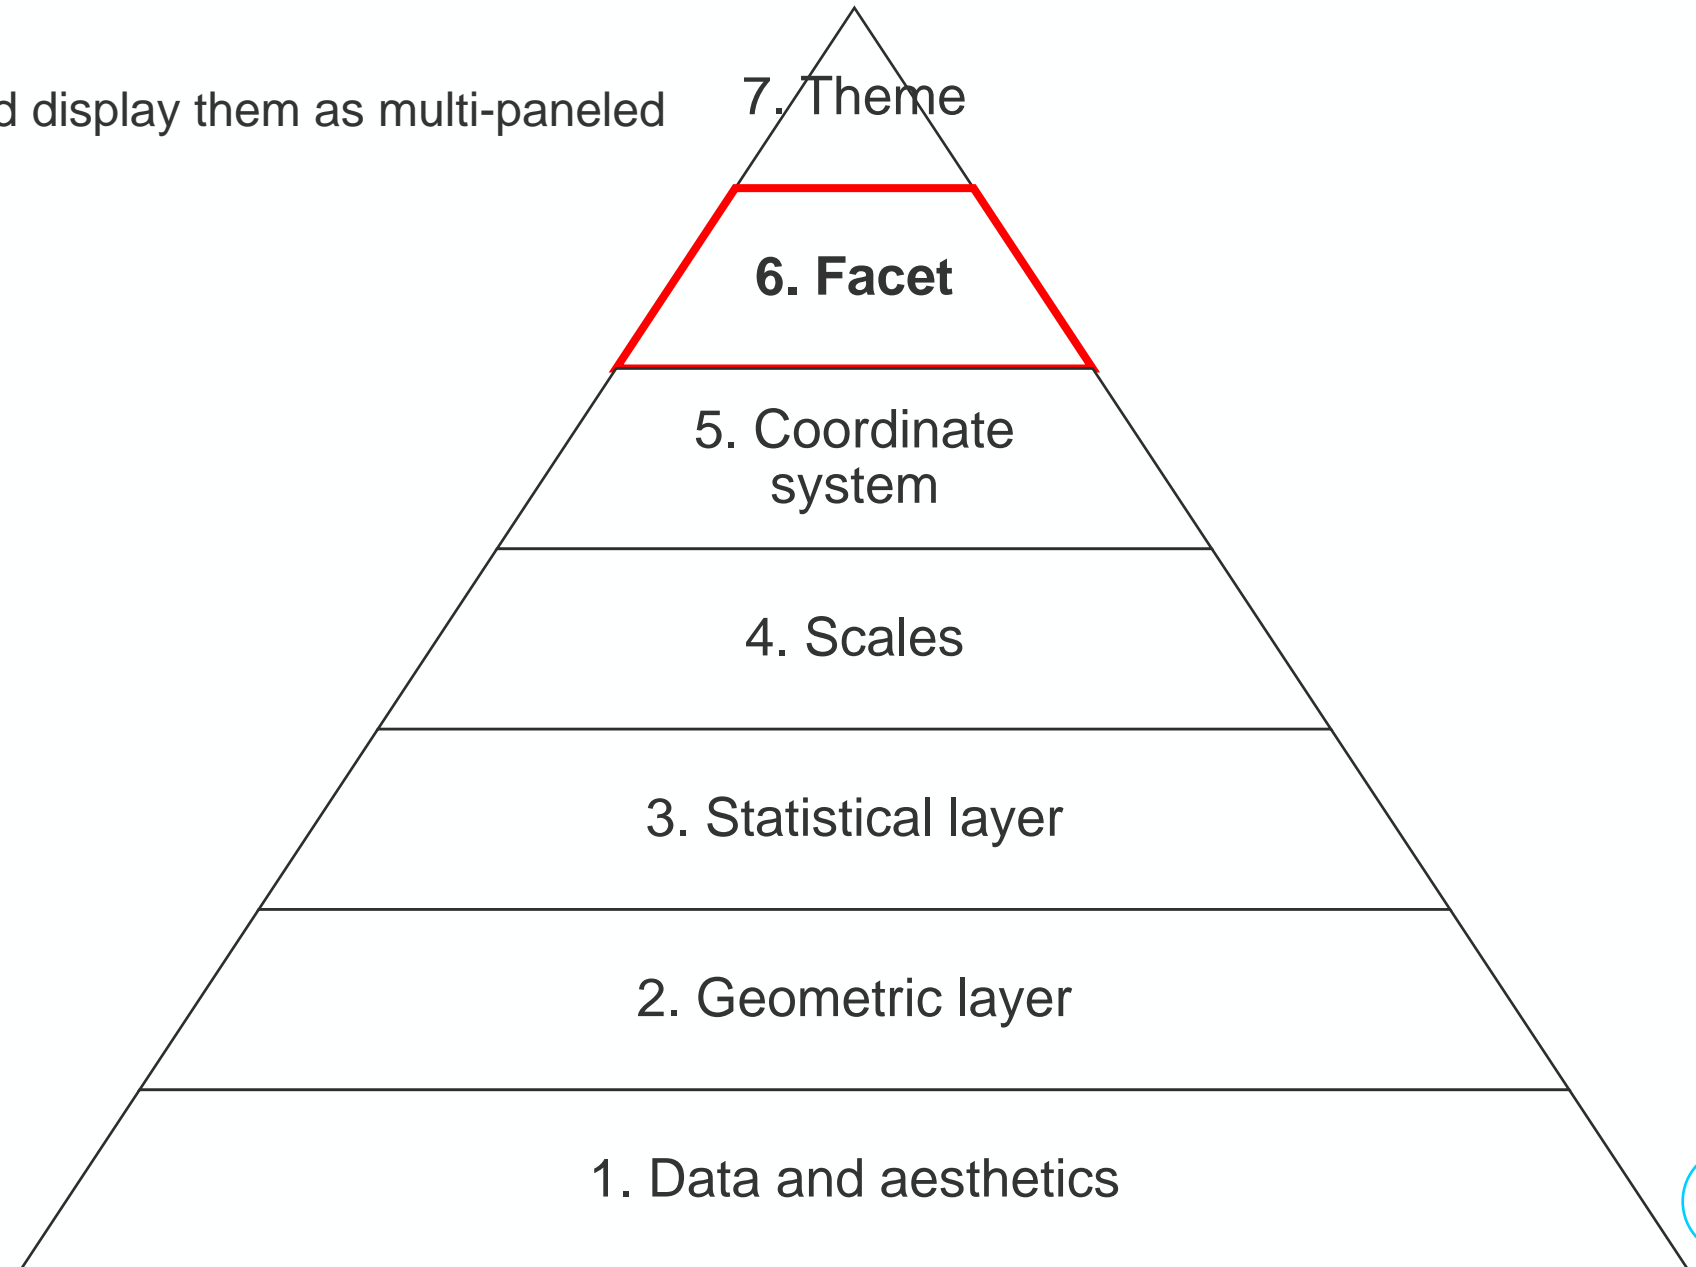 display them as multi-paneled
7. Theme
6. Facet
5. Coordinate
system
4. Scales
3. Statistical layer
2. Geometric layer
1. Data and aesthetics